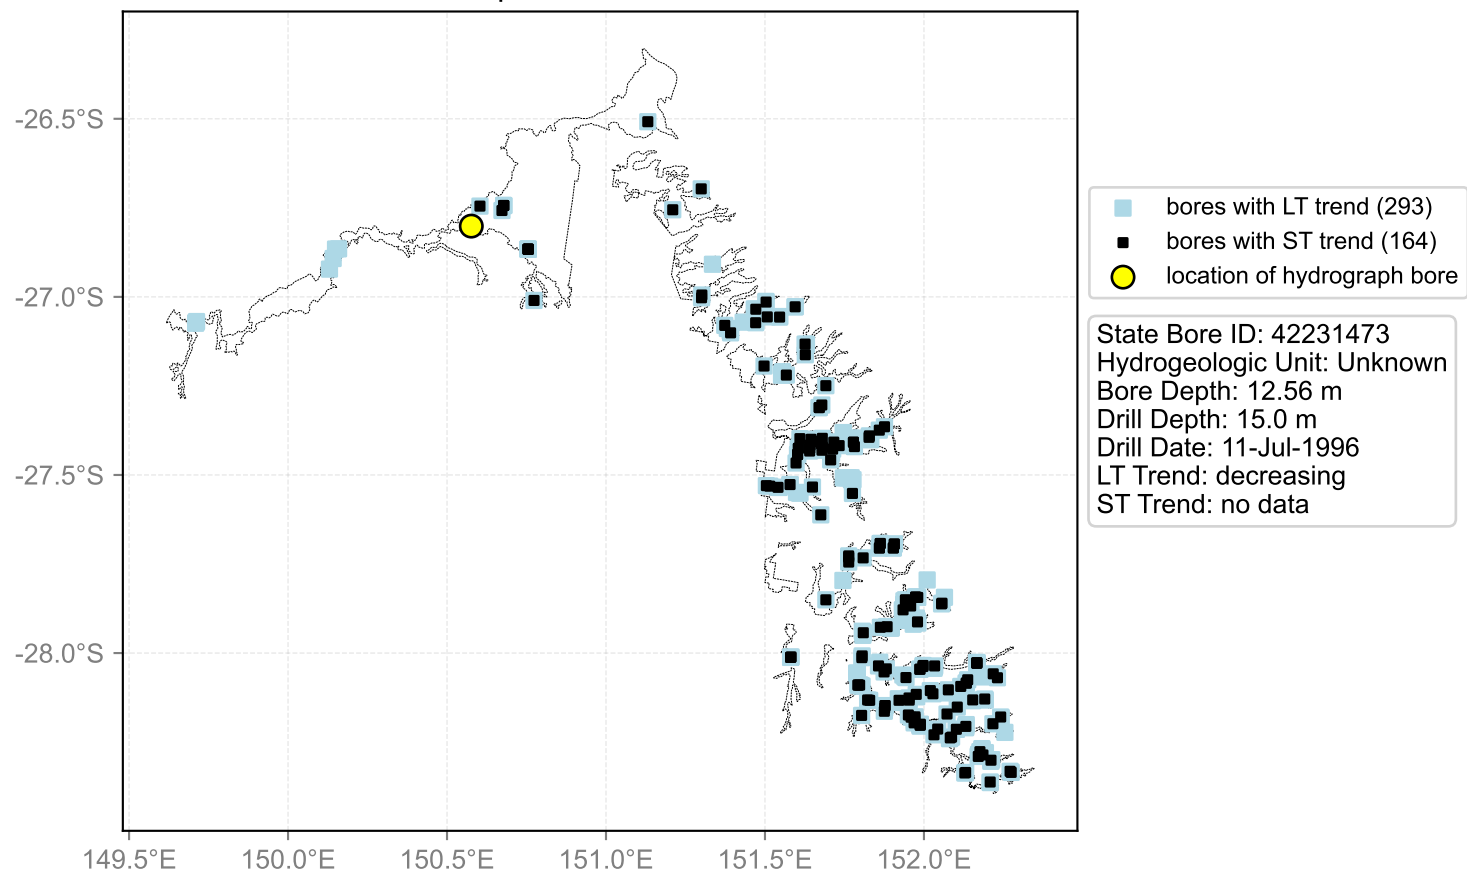 -26.5°S
-27.0°S
-27.5°S
-28.0°S
149.5°E
150.0°E
150.5°E
151.0°E
151.5°E
152.0°E
bores with LT trend (293)
bores with ST trend (164)
location of hydrograph bore
State Bore ID: 42231473
Hydrogeologic Unit: Unknown
Bore Depth: 12.56 m
Drill Depth: 15.0 m
Drill Date: 11-Jul-1996
LT Trend: decreasing
ST Trend: no data